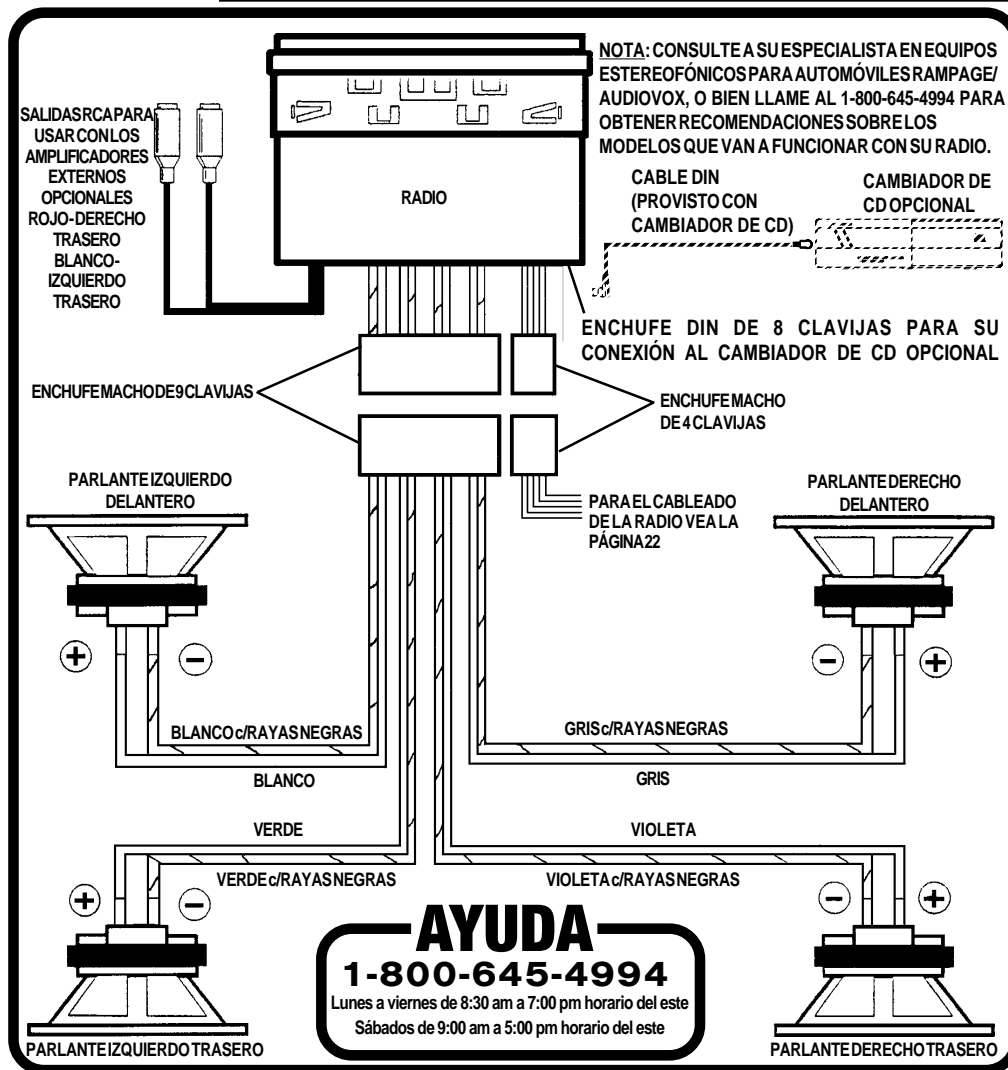 NOTA: CONSULTE A SU ESPECIALISTA EN EQUIPOS
ESTEREOFÓNICOS PARA AUTOMÓVILES RAMPAGE/
AUDIOVOX, O BIEN LLAME AL 1-800-645-4994 PARA
OBTENER RECOMENDACIONES SOBRE LOS
MODELOS QUE VAN A FUNCIONAR CON SU RADIO.
SALIDAS RCA PARA
USAR CON LOS
AMPLIFICADORES
EXTERNOS
OPCIONALES
ROJO-DERECHO
TRASERO
BLANCO-
IZQUIERDO
TRASERO
RADIO
CABLE DIN
(PROVISTO CON
CAMBIADOR DE CD)
CAMBIADOR DE
CD OPCIONAL
ENCHUFE DIN DE 8 CLAVIJAS PARA SU
CONEXIÓN AL CAMBIADOR DE CD OPCIONAL
ENCHUFE MACHO DE 9 CLAVIJAS
ENCHUFE MACHO
DE 4 CLAVIJAS
PARLANTE IZQUIERDO
DELANTERO
PARA EL CABLEADO
DE LA RADIO VEA LA
PÁGINA 22
PARLANTE DERECHO
DELANTERO
+
−
−
+
BLANCO c/RAYAS NEGRAS
BLANCO
GRIS c/RAYAS NEGRAS
GRIS
VERDE
VERDE c/RAYAS NEGRAS
VIOLETA
VIOLETA c/RAYAS NEGRAS
+
−
−
+
AYUDA
1-800-645-4994
Lunes a viernes de 8:30 am a 7:00 pm horario del este
Sábados de 9:00 am a 5:00 pm horario del este
PARLANTE IZQUIERDO TRASERO
PARLANTE DERECHO TRASERO